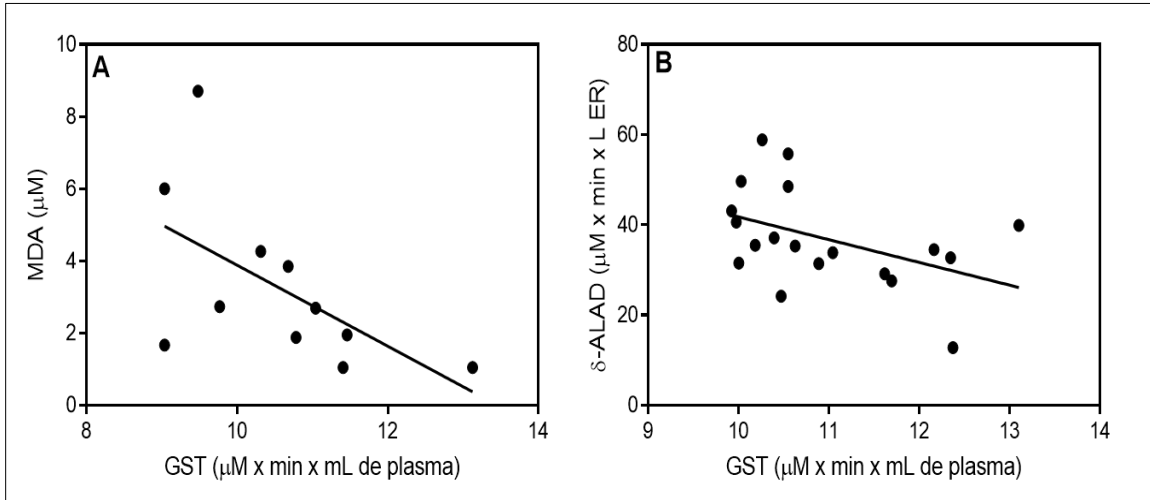 A
MDA (μM)
10
8
6
4
2
0
8 10 12 14
GST (μM x min x mL de plasma)
B
δ-ALAD (μM x min x L ER)
80
60
40
20
0
9 10 11 12 13 14
GST (μM x min x mL de plasma)